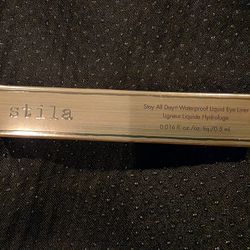 stila
Stay All Day® Waterproof Liquid Eye Liner
Ligneur Liquide Hydrofuge
0.016 fl. oz./oz. liq/0.5 ml